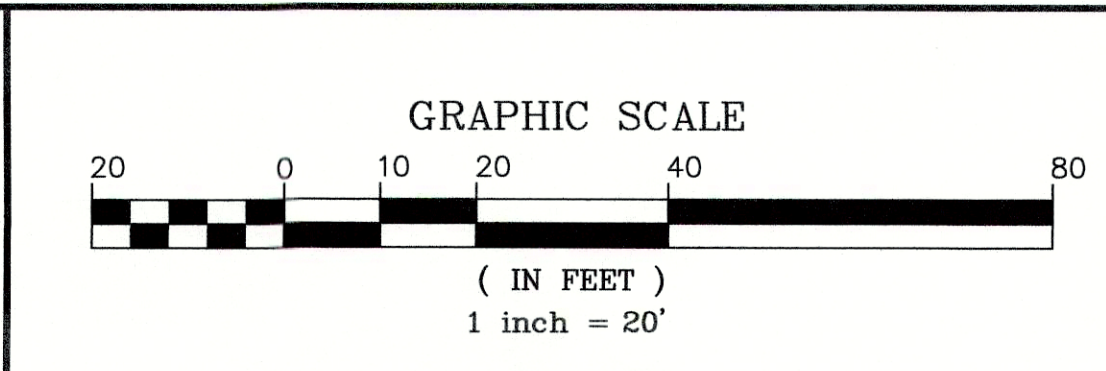 GRAPHIC SCALE
20 0 10 20 40 80
( IN FEET )
1 inch = 20'